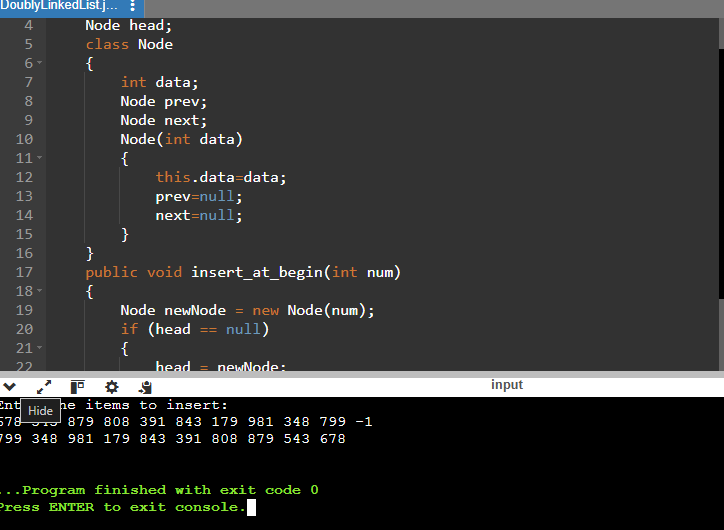 DoublyLinkedList.j...
4 Node head;
5 class Node
6 {
7 int data;
8 Node prev;
9 Node next;
10 Node(int data)
11 {
12 this.data=data;
13 prev=null;
14 next=null;
15 }
16 }
17 public void insert_at_begin(int num)
18 {
19 Node newNode = new Node(num);
20 if (head == null)
21 {
22 head = newNode;
input
Ent he items to insert:
Hide
678 543 879 808 391 843 179 981 348 799 -1
799 348 981 179 843 391 808 879 543 678
...Program finished with exit code 0
Press ENTER to exit console.